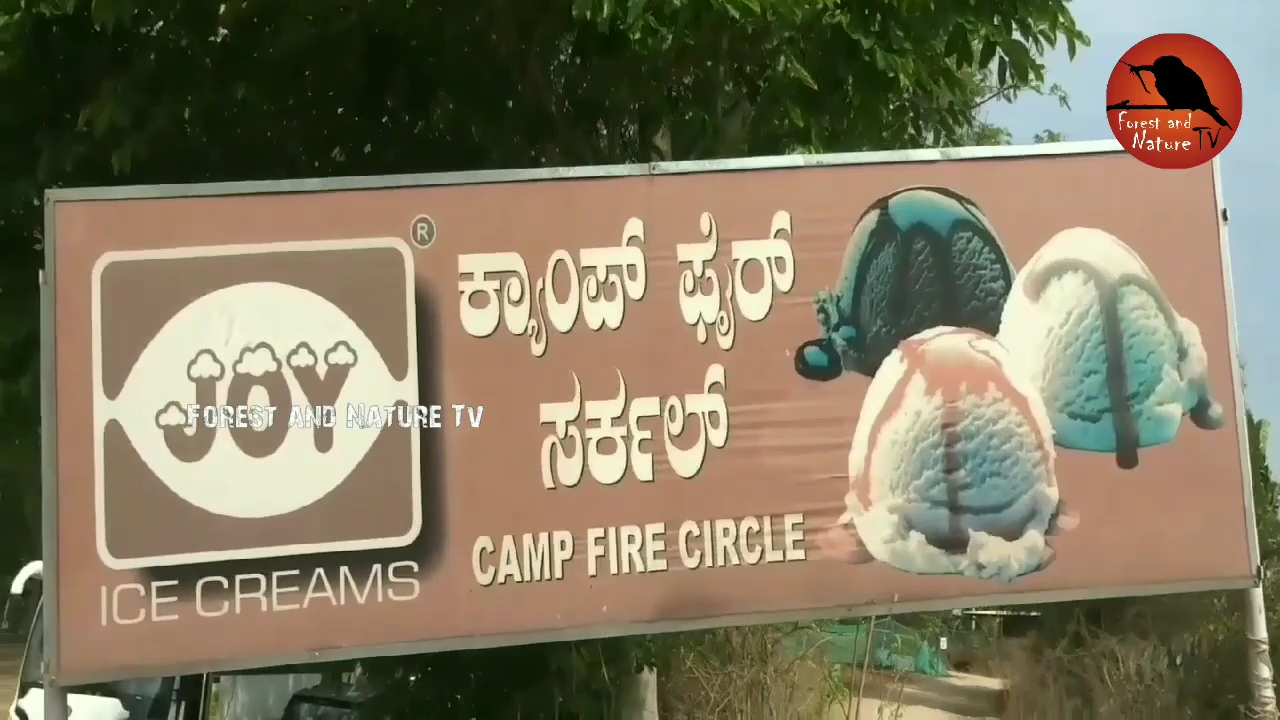 Forest and
Nature TV
®
JOY
ICE CREAMS
ಕ್ಯಾಂಪ್ ಫೈರ್
ಸರ್ಕಲ್
CAMP FIRE CIRCLE
FOREST AND NATURE TV